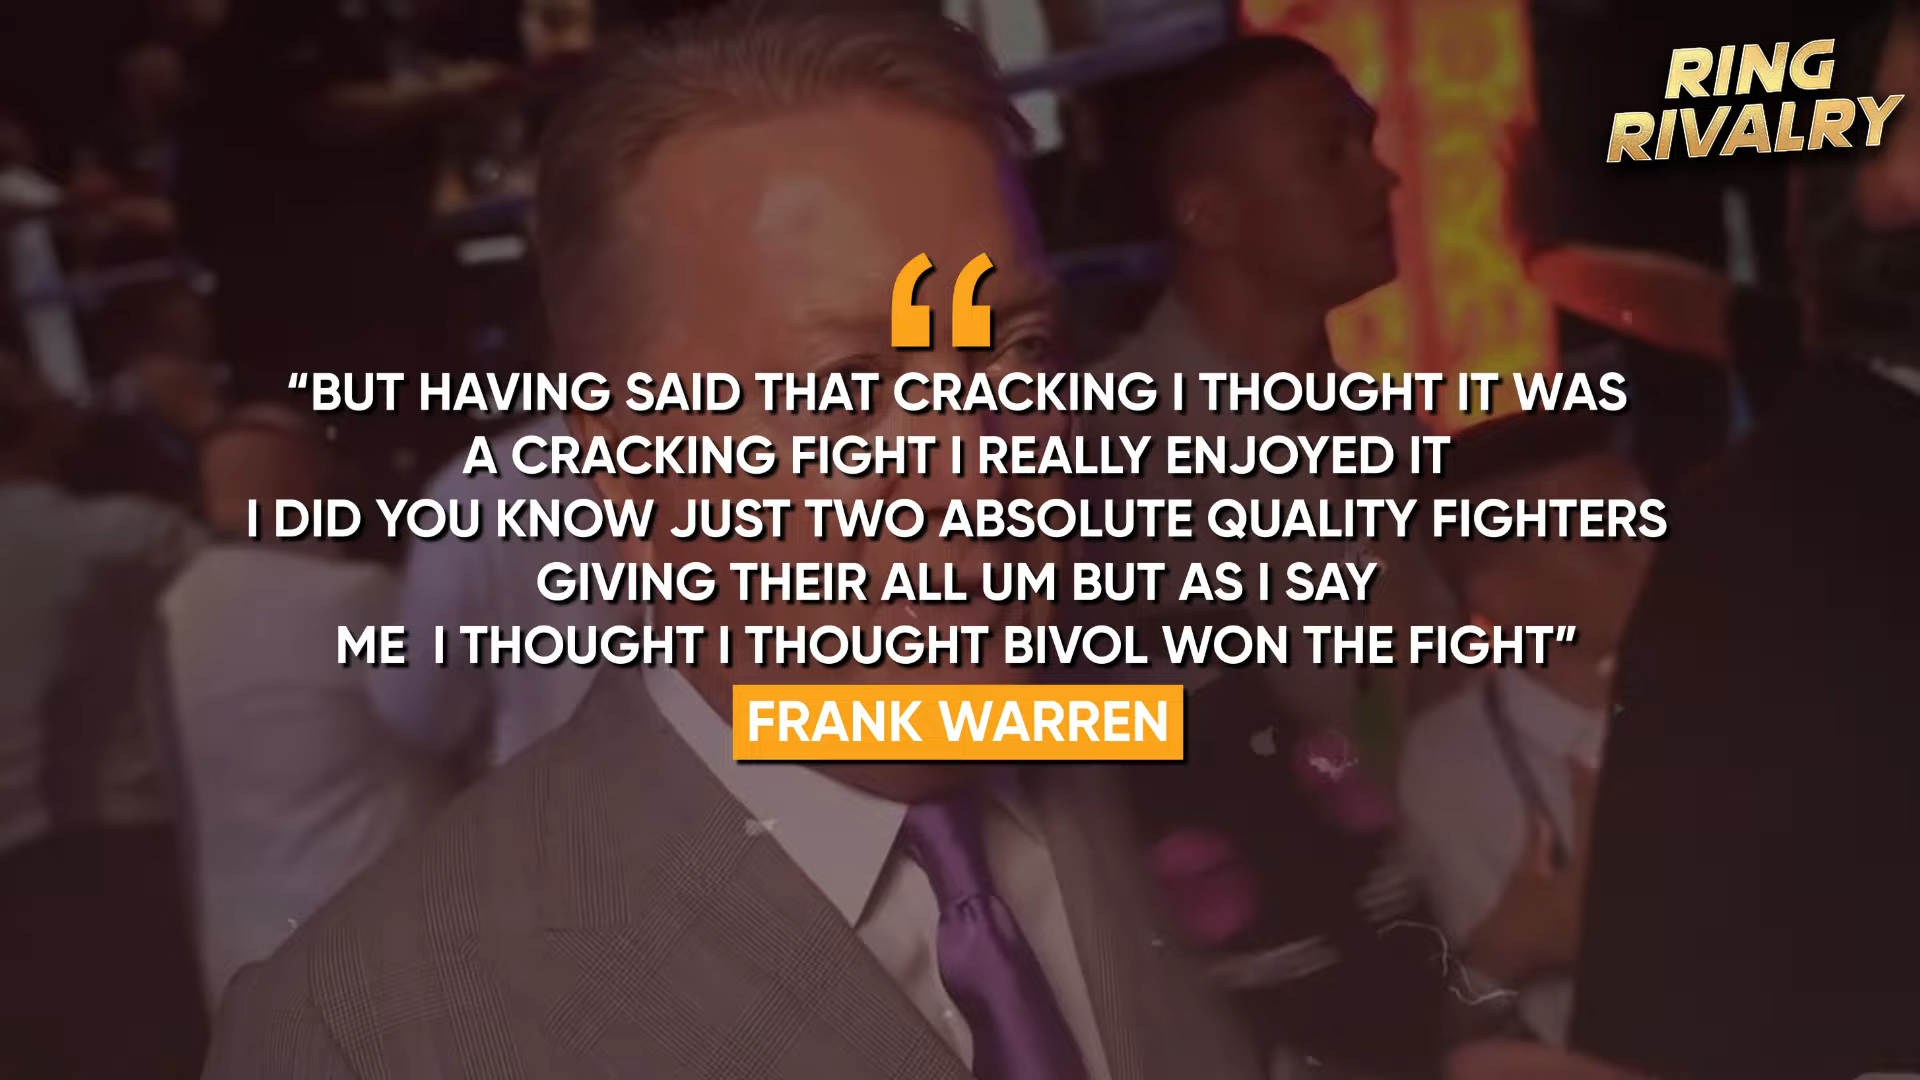 RING
RIVALRY
“
“BUT HAVING SAID THAT CRACKING I THOUGHT IT WAS
A CRACKING FIGHT I REALLY ENJOYED IT
I DID YOU KNOW JUST TWO ABSOLUTE QUALITY FIGHTERS
GIVING THEIR ALL UM BUT AS I SAY
ME I THOUGHT I THOUGHT BIVOL WON THE FIGHT”
FRANK WARREN